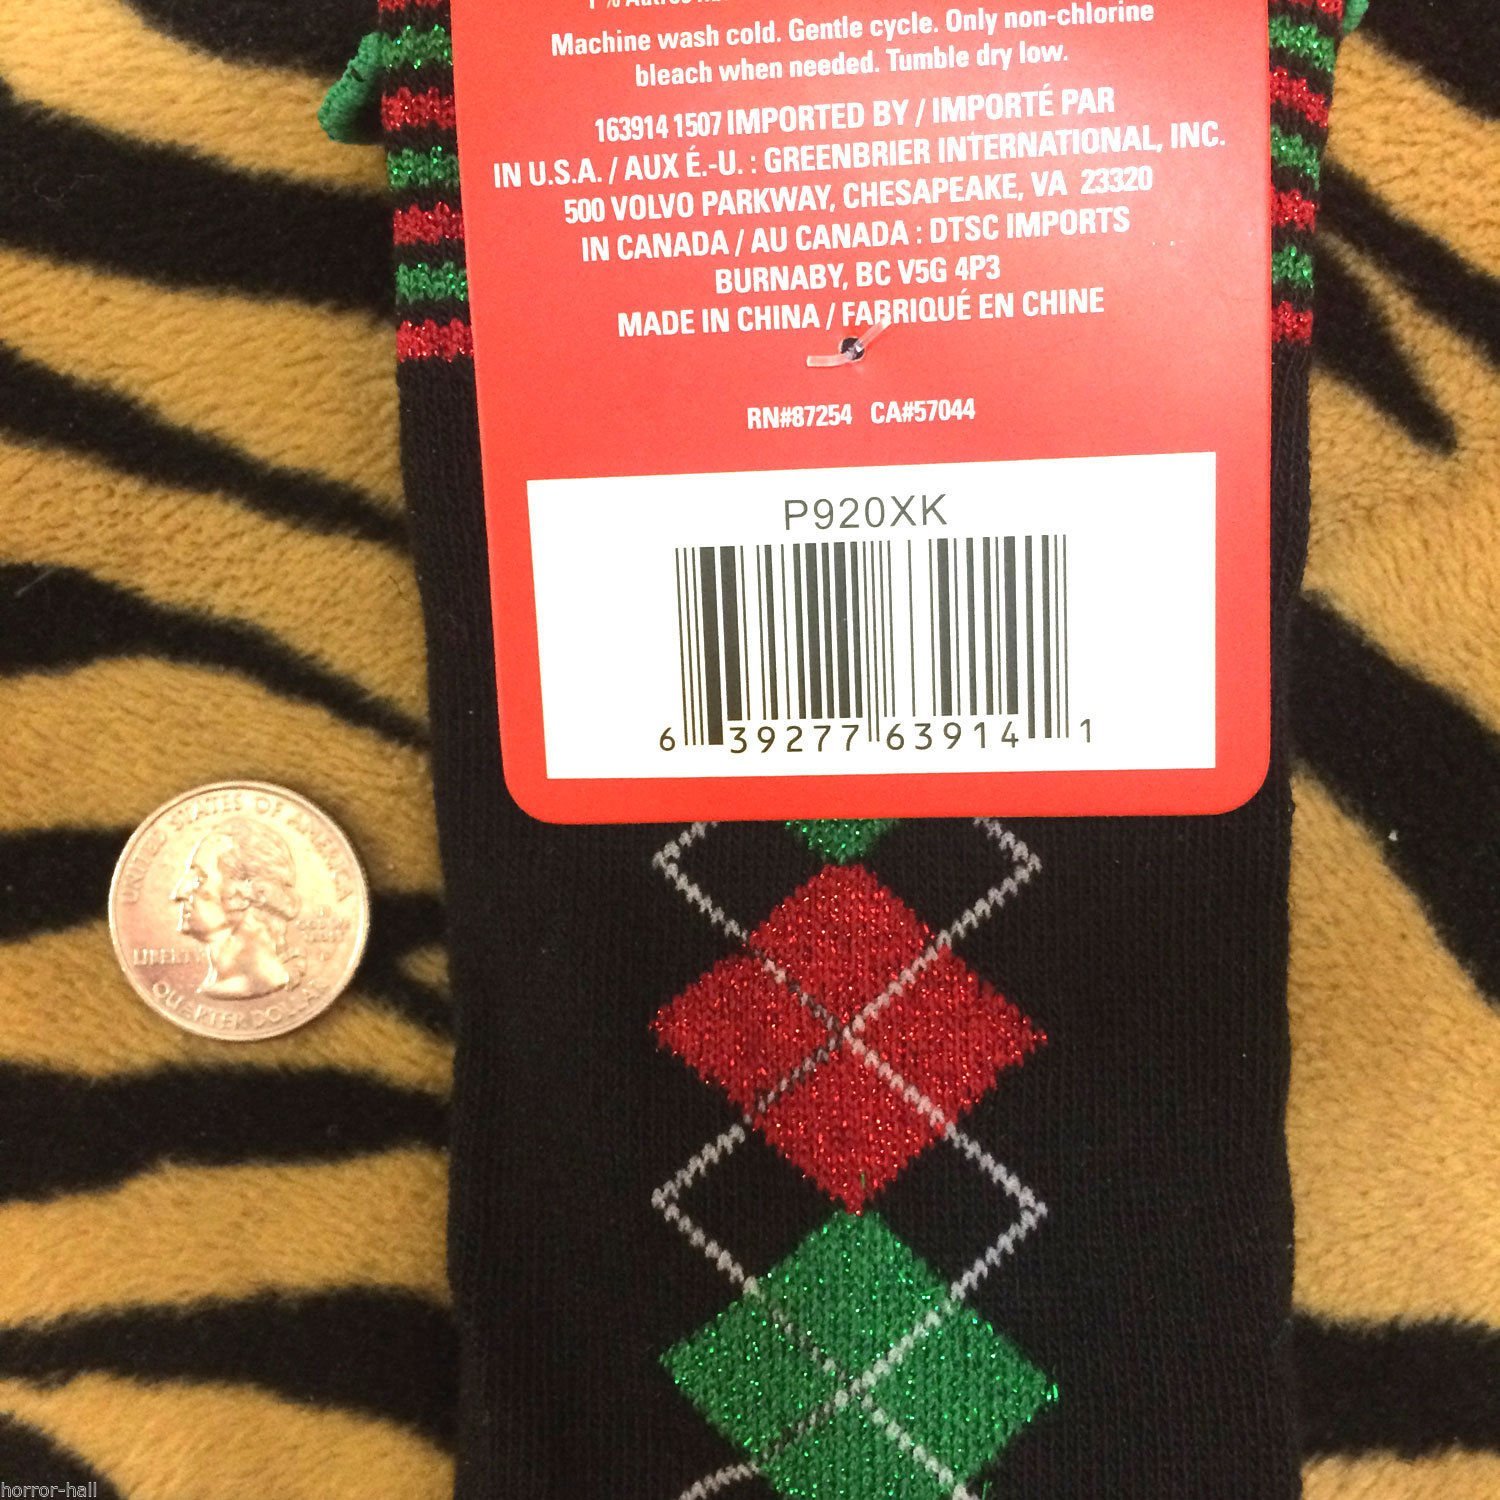 Machine wash cold. Gentle cycle. Only non-chlorine
bleach when needed. Tumble dry low.
163914 1507 IMPORTED BY / IMPORTÉ PAR
IN U.S.A. / AUX É.-U. : GREENBRIER INTERNATIONAL, INC.
500 VOLVO PARKWAY, CHESAPEAKE, VA 23320
IN CANADA / AU CANADA : DTSC IMPORTS
BURNABY, BC V5G 4P3
MADE IN CHINA / FABRIQUÉ EN CHINE
RN#87254 CA#57044
P920XK
6 39277 63914 1
UNITED STATES OF AMERICA
LIBERTY
QUARTER DOLLAR
horror-hall